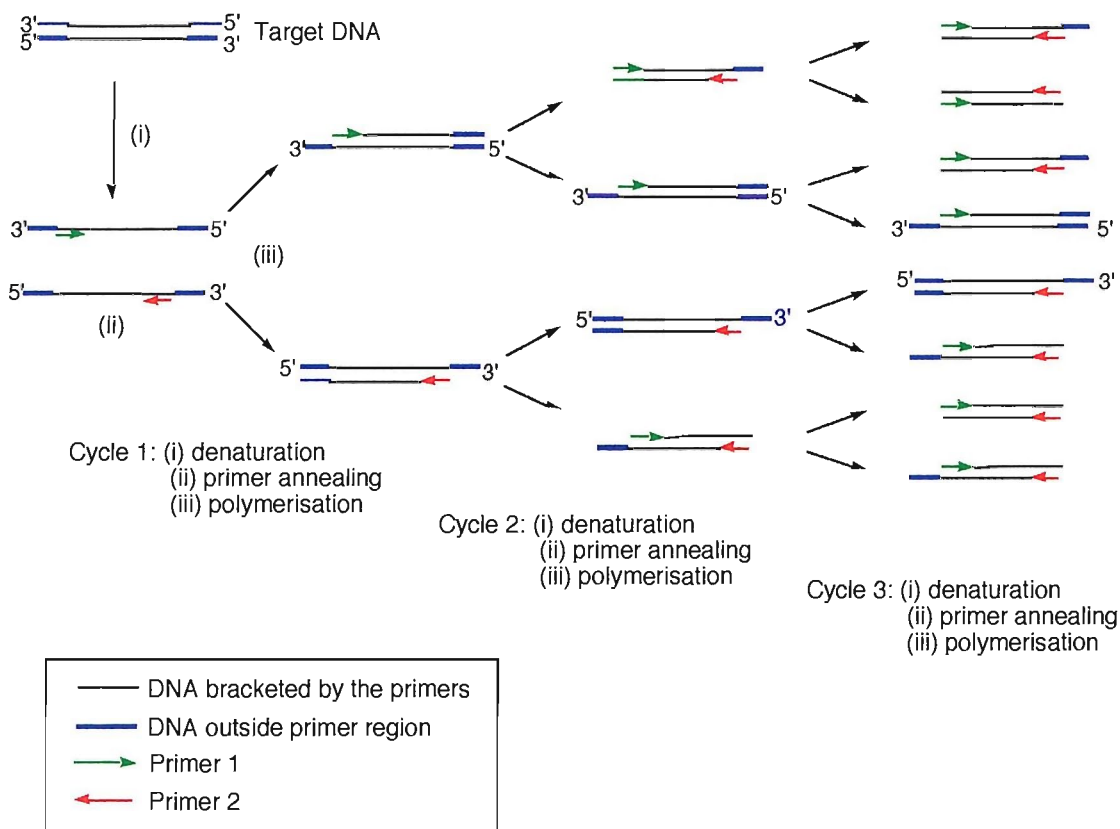 3' 5'
5' 3'
Target DNA
(i)
3' 5'
5' 3'
(ii)
(iii)
3' 5'
5' 3'
3' 5'
5' 3'
3' 5'
5' 3'
Cycle 1: (i) denaturation
(ii) primer annealing
(iii) polymerisation
Cycle 2: (i) denaturation
(ii) primer annealing
(iii) polymerisation
Cycle 3: (i) denaturation
(ii) primer annealing
(iii) polymerisation
DNA bracketed by the primers
DNA outside primer region
Primer 1
Primer 2